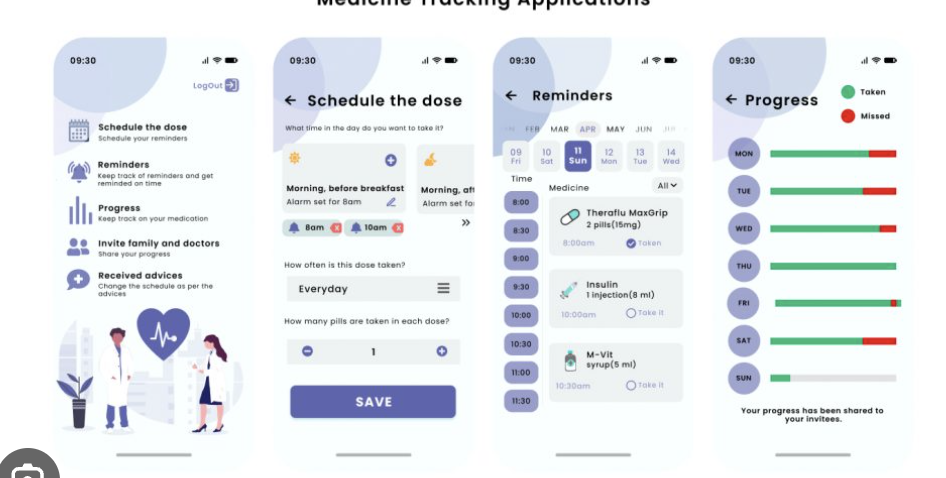 Medicine Tracking Applications
09:30
LogOut
Schedule the dose
Schedule your reminders
Reminders
Keep track of reminders and get
reminded on time
Progress
Keep track on your medication
Invite family and doctors
Share your progress
Received advices
Change the schedule as per the
advices
09:30
Schedule the dose
What time in the day do you want to take it?
Morning, before breakfast
Alarm set for 8am
Morning, aft
Alarm set fo
8am
10am
How often is this dose taken?
Everyday
How many pills are taken in each dose?
1
SAVE
09:30
Reminders
FEB MAR APR MAY JUN
09 10 11 12 13 14
Fri Sat Sun Mon Tue Wed
Time
Medicine
All
8:00
8:30
9:00
9:30
10:00
10:30
11:00
11:30
Theraflu MaxGrip
2 pills(15mg)
8:00am Taken
Insulin
1 injection(8 ml)
10:00am Take it
M-Vit
syrup(5 ml)
10:30am Take it
09:30
Progress
Taken
Missed
MON
TUE
WED
THU
FRI
SAT
SUN
Your progress has been shared to
your invitees.